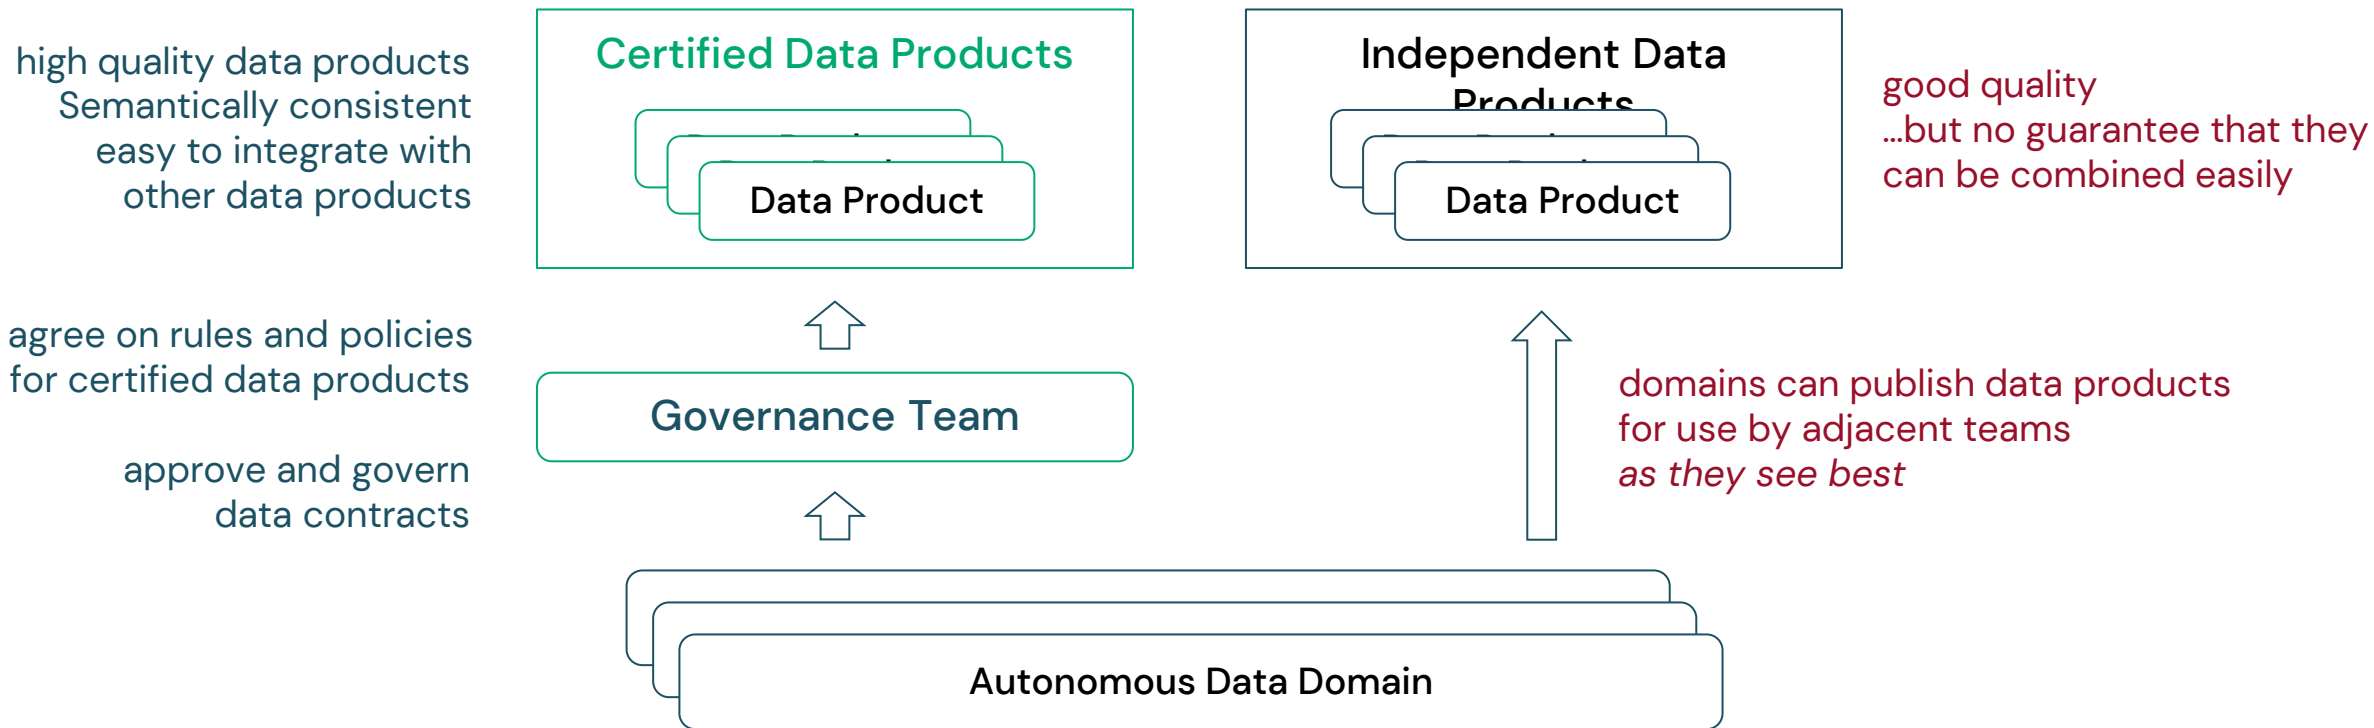 high quality data products
Semantically consistent
easy to integrate with
other data products
Certified Data Products
Data Product
Independent Data
Products
Data Product
good quality
...but no guarantee that they
can be combined easily
agree on rules and policies
for certified data products
approve and govern
data contracts
Governance Team
domains can publish data products
for use by adjacent teams
as they see best
Autonomous Data Domain